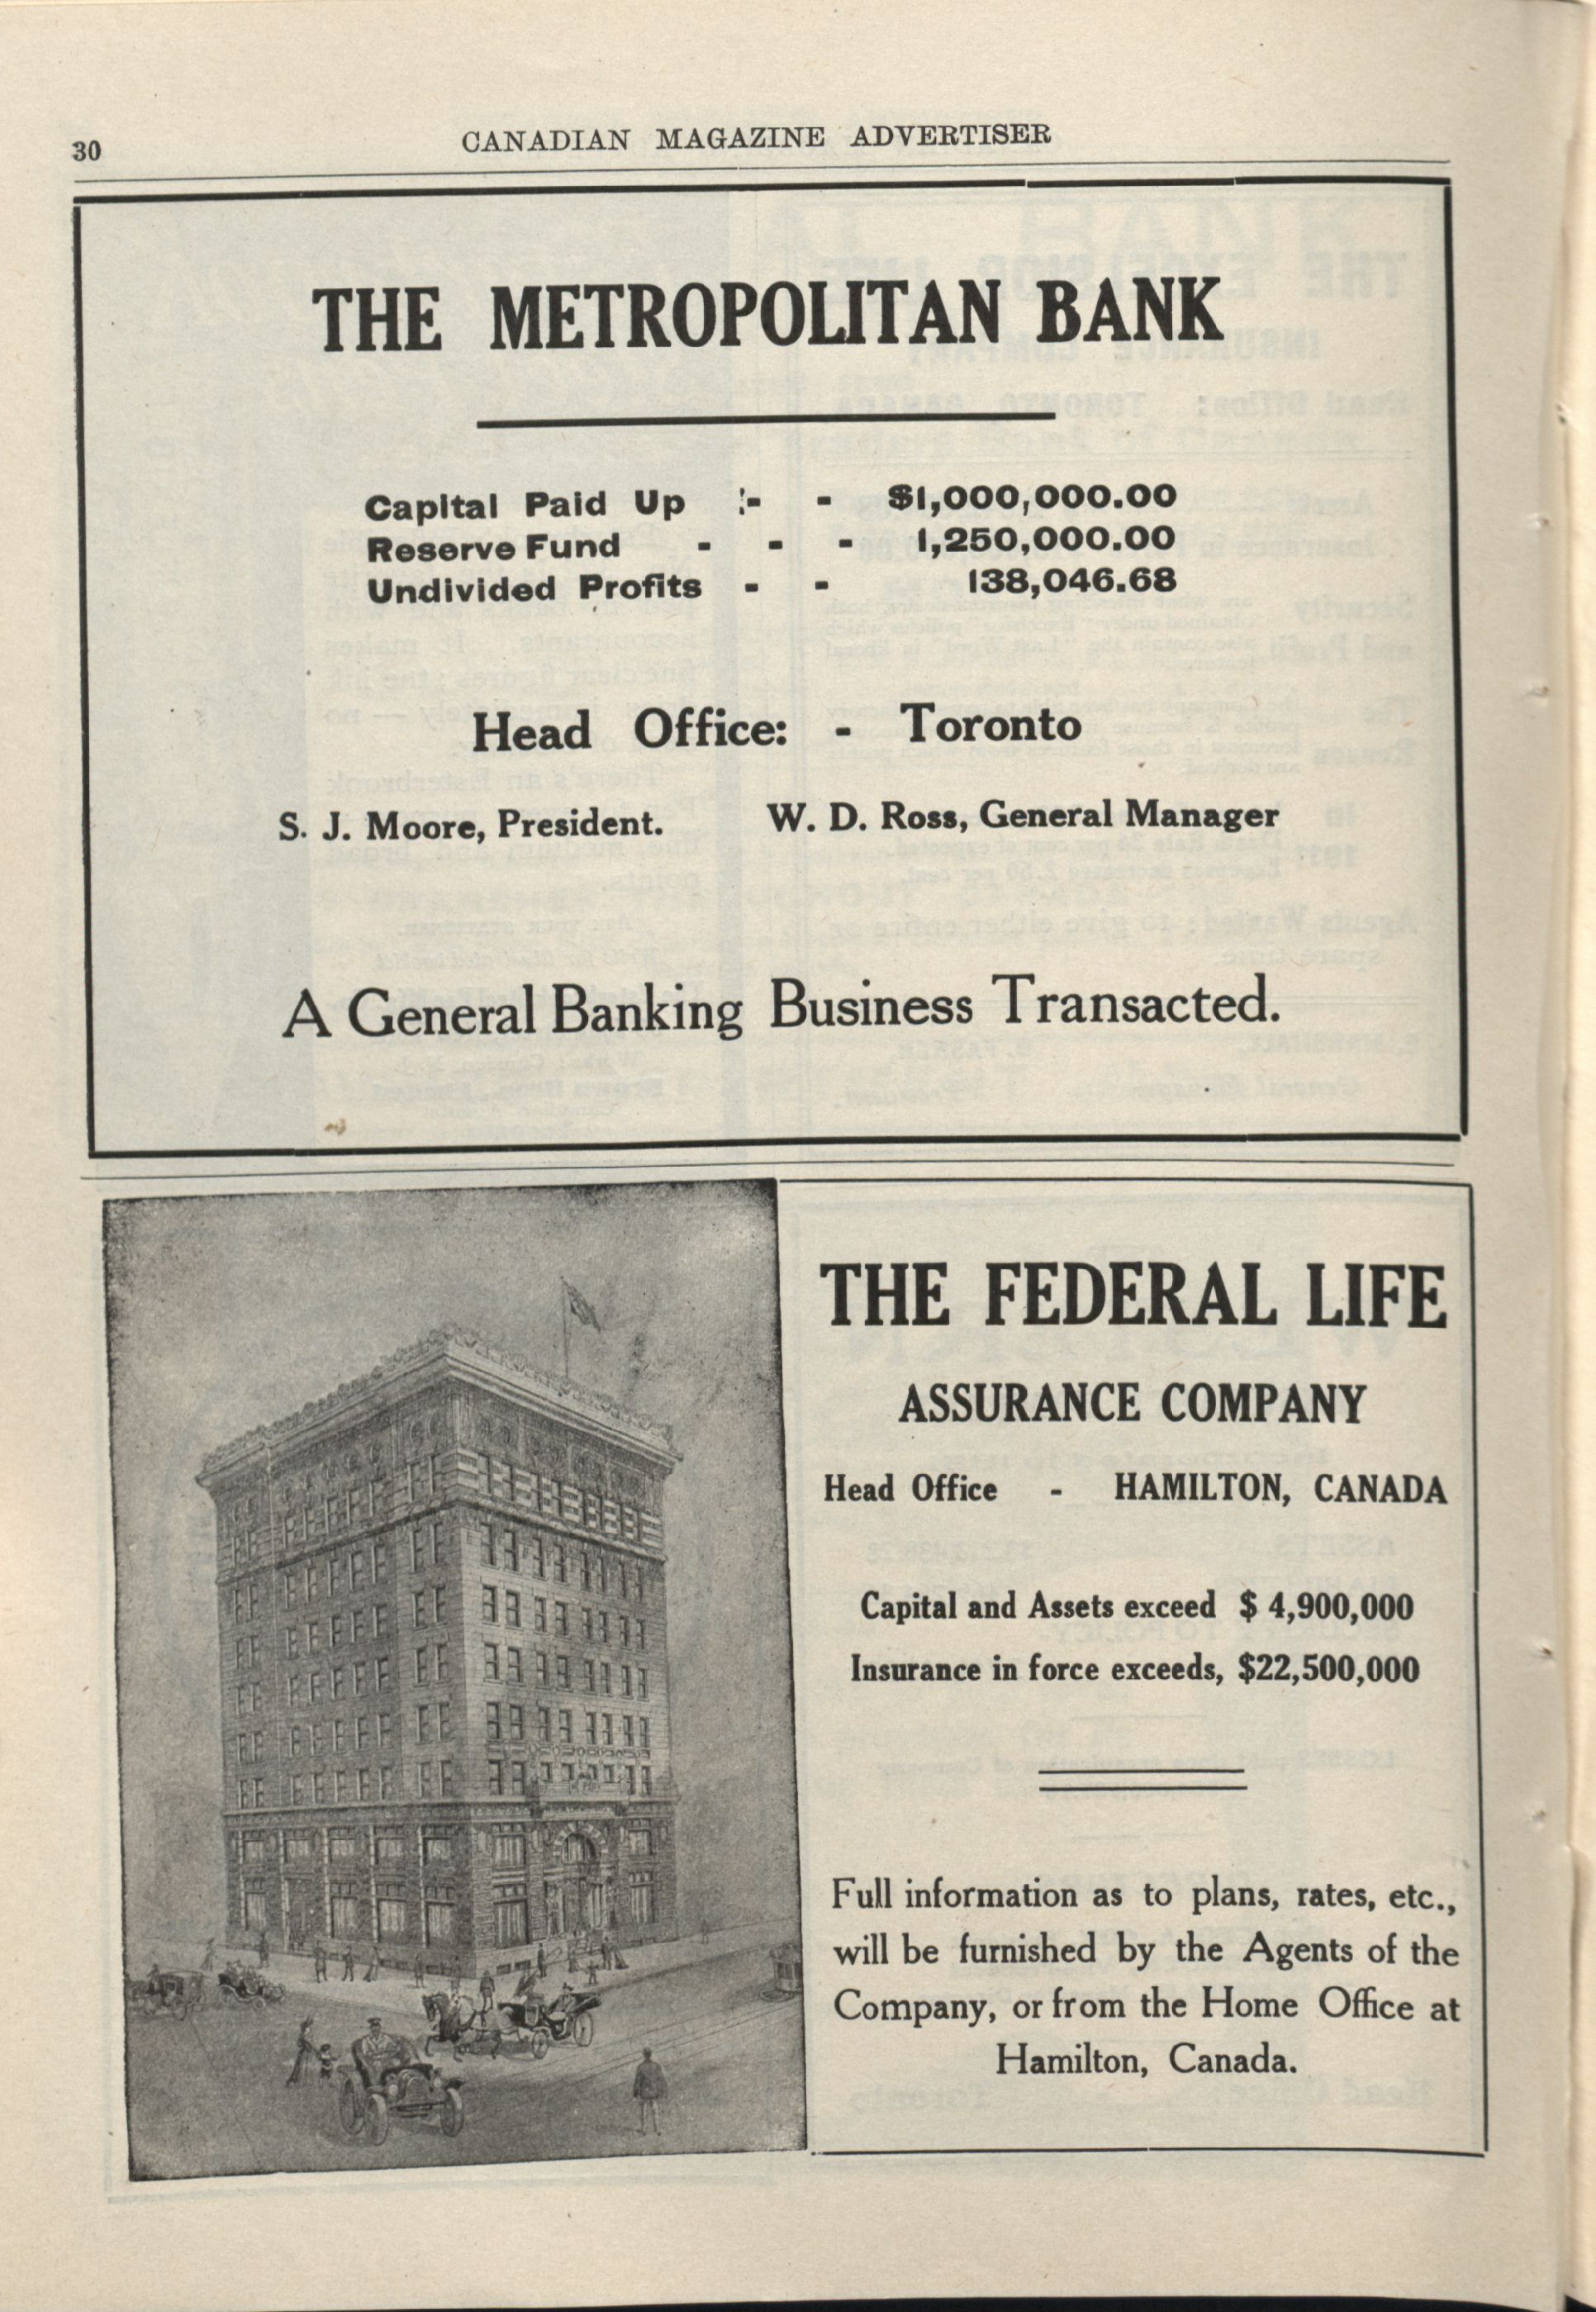 30
CANADIAN MAGAZINE ADVERTISER
THE METROPOLITAN BANK
Capital Paid Up - - $1,000,000.00
Reserve Fund - - - 1,250,000.00
Undivided Profits - - 138,046.68
Head Office: - Toronto
S. J. Moore, President. W. D. Ross, General Manager
A General Banking Business Transacted.
THE FEDERAL LIFE
ASSURANCE COMPANY
Head Office - HAMILTON, CANADA
Capital and Assets exceed $ 4,900,000
Insurance in force exceeds, $22,500,000
Full information as to plans, rates, etc.,
will be furnished by the Agents of the
Company, or from the Home Office at
Hamilton, Canada.